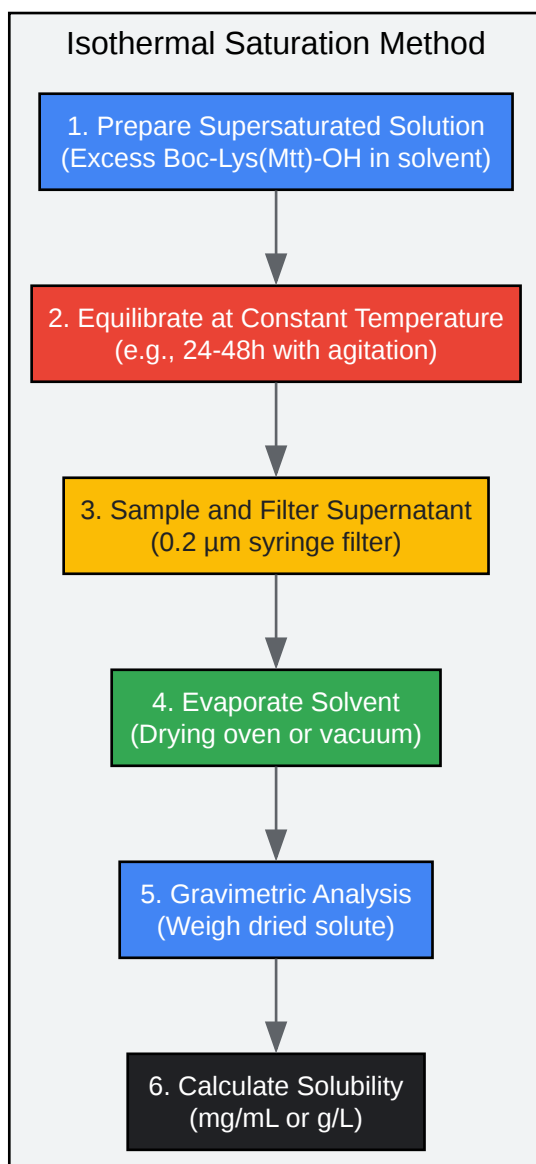 Isothermal Saturation Method
1. Prepare Supersaturated Solution
(Excess Boc-Lys(Mtt)-OH in solvent)
2. Equilibrate at Constant Temperature
(e.g., 24-48h with agitation)
3. Sample and Filter Supernatant
(0.2 µm syringe filter)
4. Evaporate Solvent
(Drying oven or vacuum)
5. Gravimetric Analysis
(Weigh dried solute)
6. Calculate Solubility
(mg/mL or g/L)